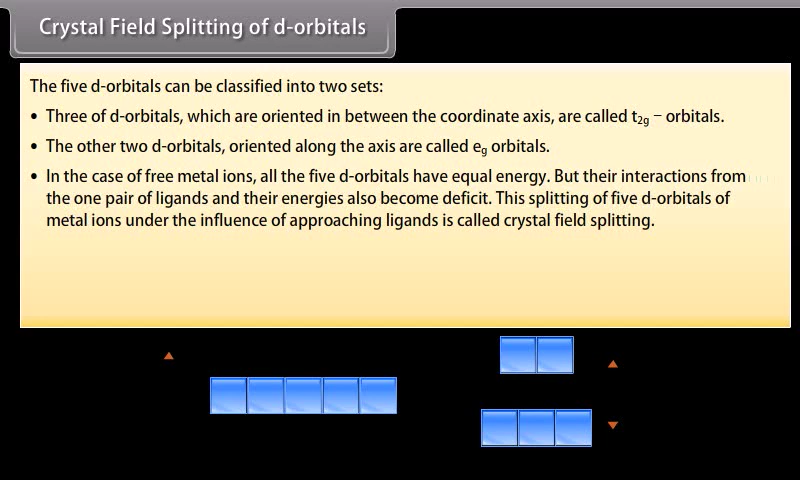 Crystal Field Splitting of d-orbitals
The five d-orbitals can be classified into two sets:
• Three of d-orbitals, which are oriented in between the coordinate axis, are called t2g – orbitals.
• The other two d-orbitals, oriented along the axis are called eg orbitals.
• In the case of free metal ions, all the five d-orbitals have equal energy. But their interactions from
the one pair of ligands and their energies also become deficit. This splitting of five d-orbitals of
metal ions under the influence of approaching ligands is called crystal field splitting.